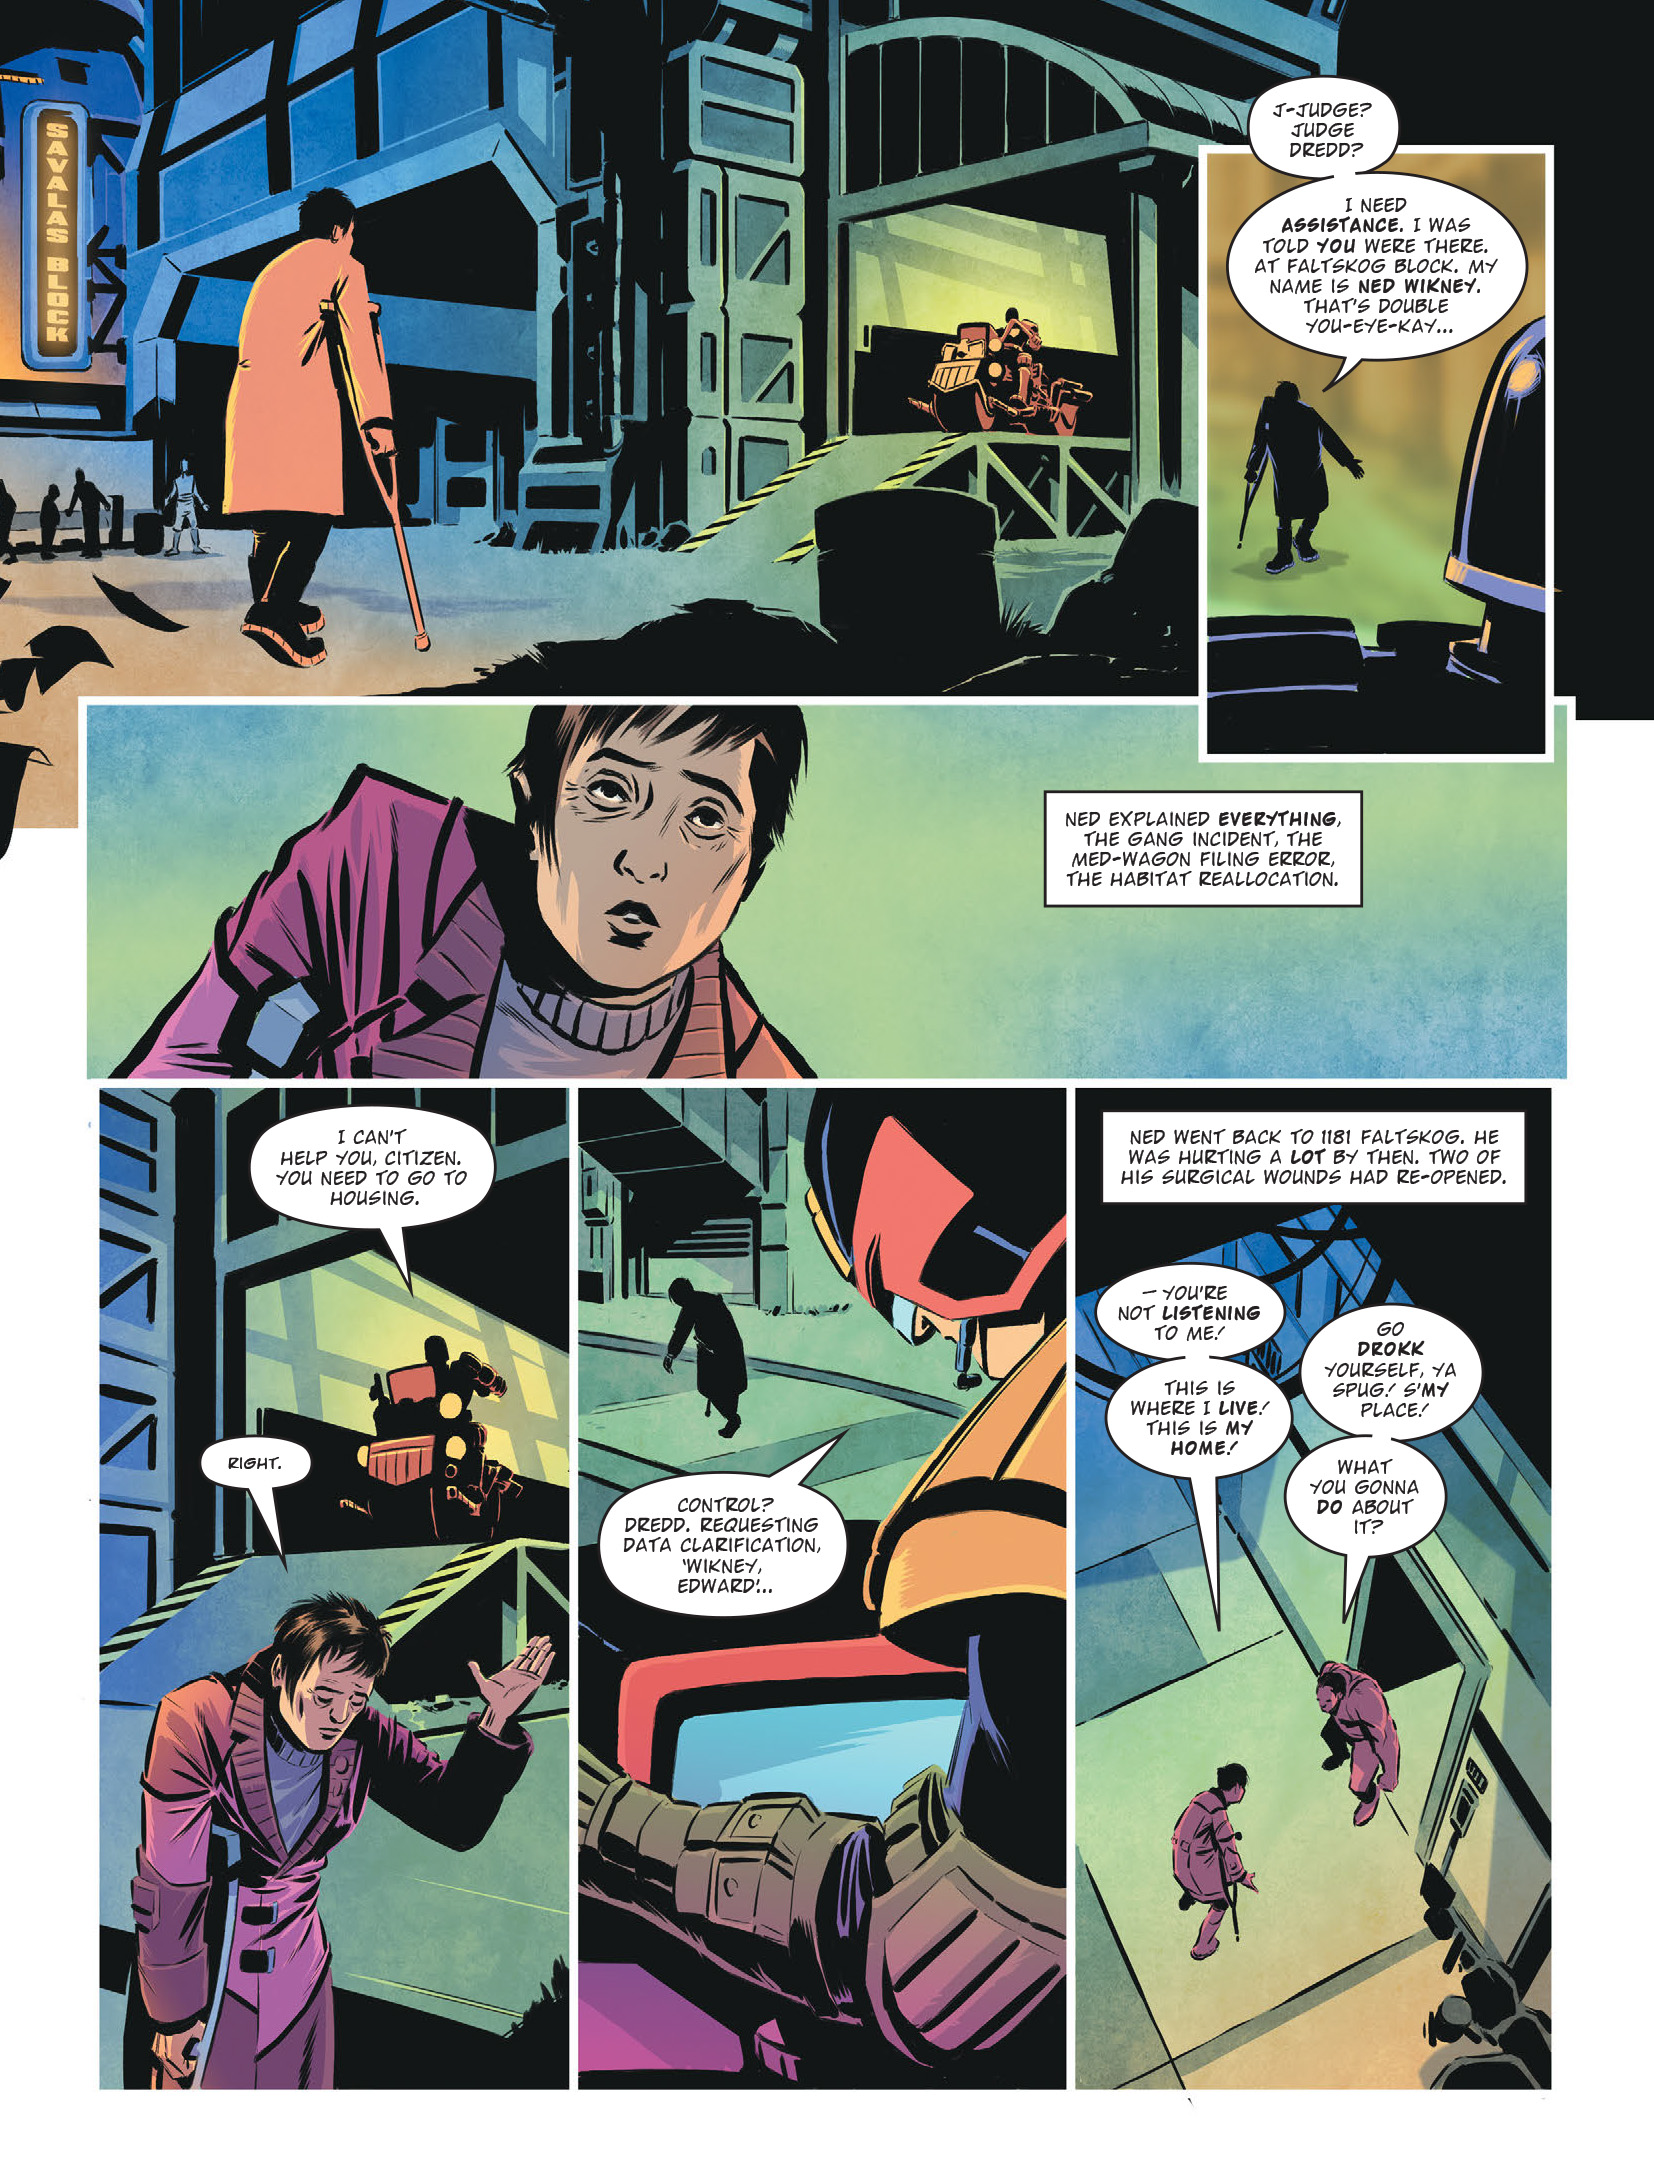 SAVALAS BLOCK
J-JUDGE?
JUDGE
DREDD?
I NEED
ASSISTANCE. I WAS
TOLD YOU WERE THERE.
AT FALTSKOG BLOCK. MY
NAME IS NED WIKNEY.
THAT'S DOUBLE
YOU-EYE-KAY...
NED EXPLAINED EVERYTHING,
THE GANG INCIDENT, THE
MED-WAGON FILING ERROR,
THE HABITAT REALLOCATION.
I CAN'T
HELP YOU, CITIZEN.
YOU NEED TO GO TO
HOUSING.
RIGHT.
CONTROL?
DREDD. REQUESTING
DATA CLARIFICATION,
'WIKNEY,
EDWARD'...
NED WENT BACK TO 1181 FALTSKOG. HE
WAS HURTING A LOT BY THEN. TWO OF
HIS SURGICAL WOUNDS HAD RE-OPENED.
– YOU'RE
NOT LISTENING
TO ME!
THIS IS
WHERE I LIVE!
THIS IS MY
HOME!
GO
DROKK
YOURSELF, YA
SPUG! S'MY
PLACE!
WHAT
YOU GONNA
DO ABOUT
IT?